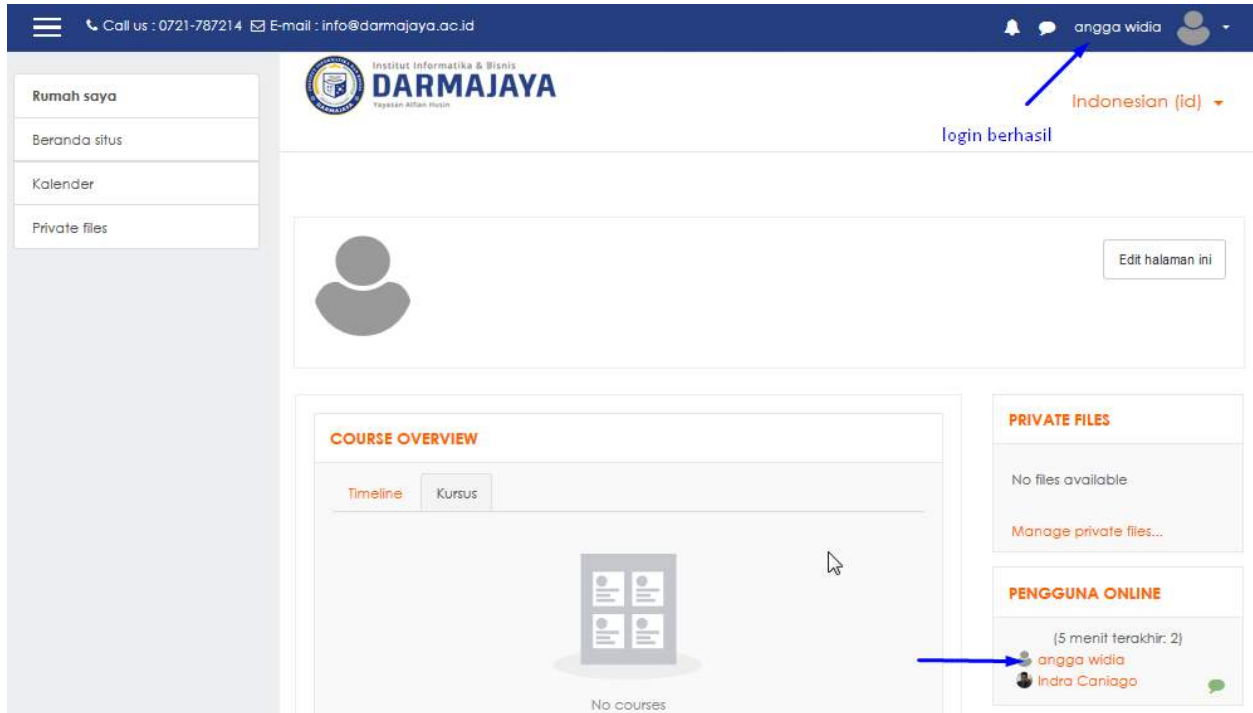 Call us : 0721-787214 E-mail : info@darmajaya.ac.id
angga widia
Rumah saya
Beranda situs
Kalender
Private files
Institut Informatika & Bisnis
DARMAJAYA
Yayasan Alfian Husin
Indonesian (id)
login berhasil
Edit halaman ini
COURSE OVERVIEW
Timeline
Kursus
No courses
PRIVATE FILES
No files available
Manage private files...
PENGGUNA ONLINE
(5 menit terakhir: 2)
angga widia
Indra Caniago